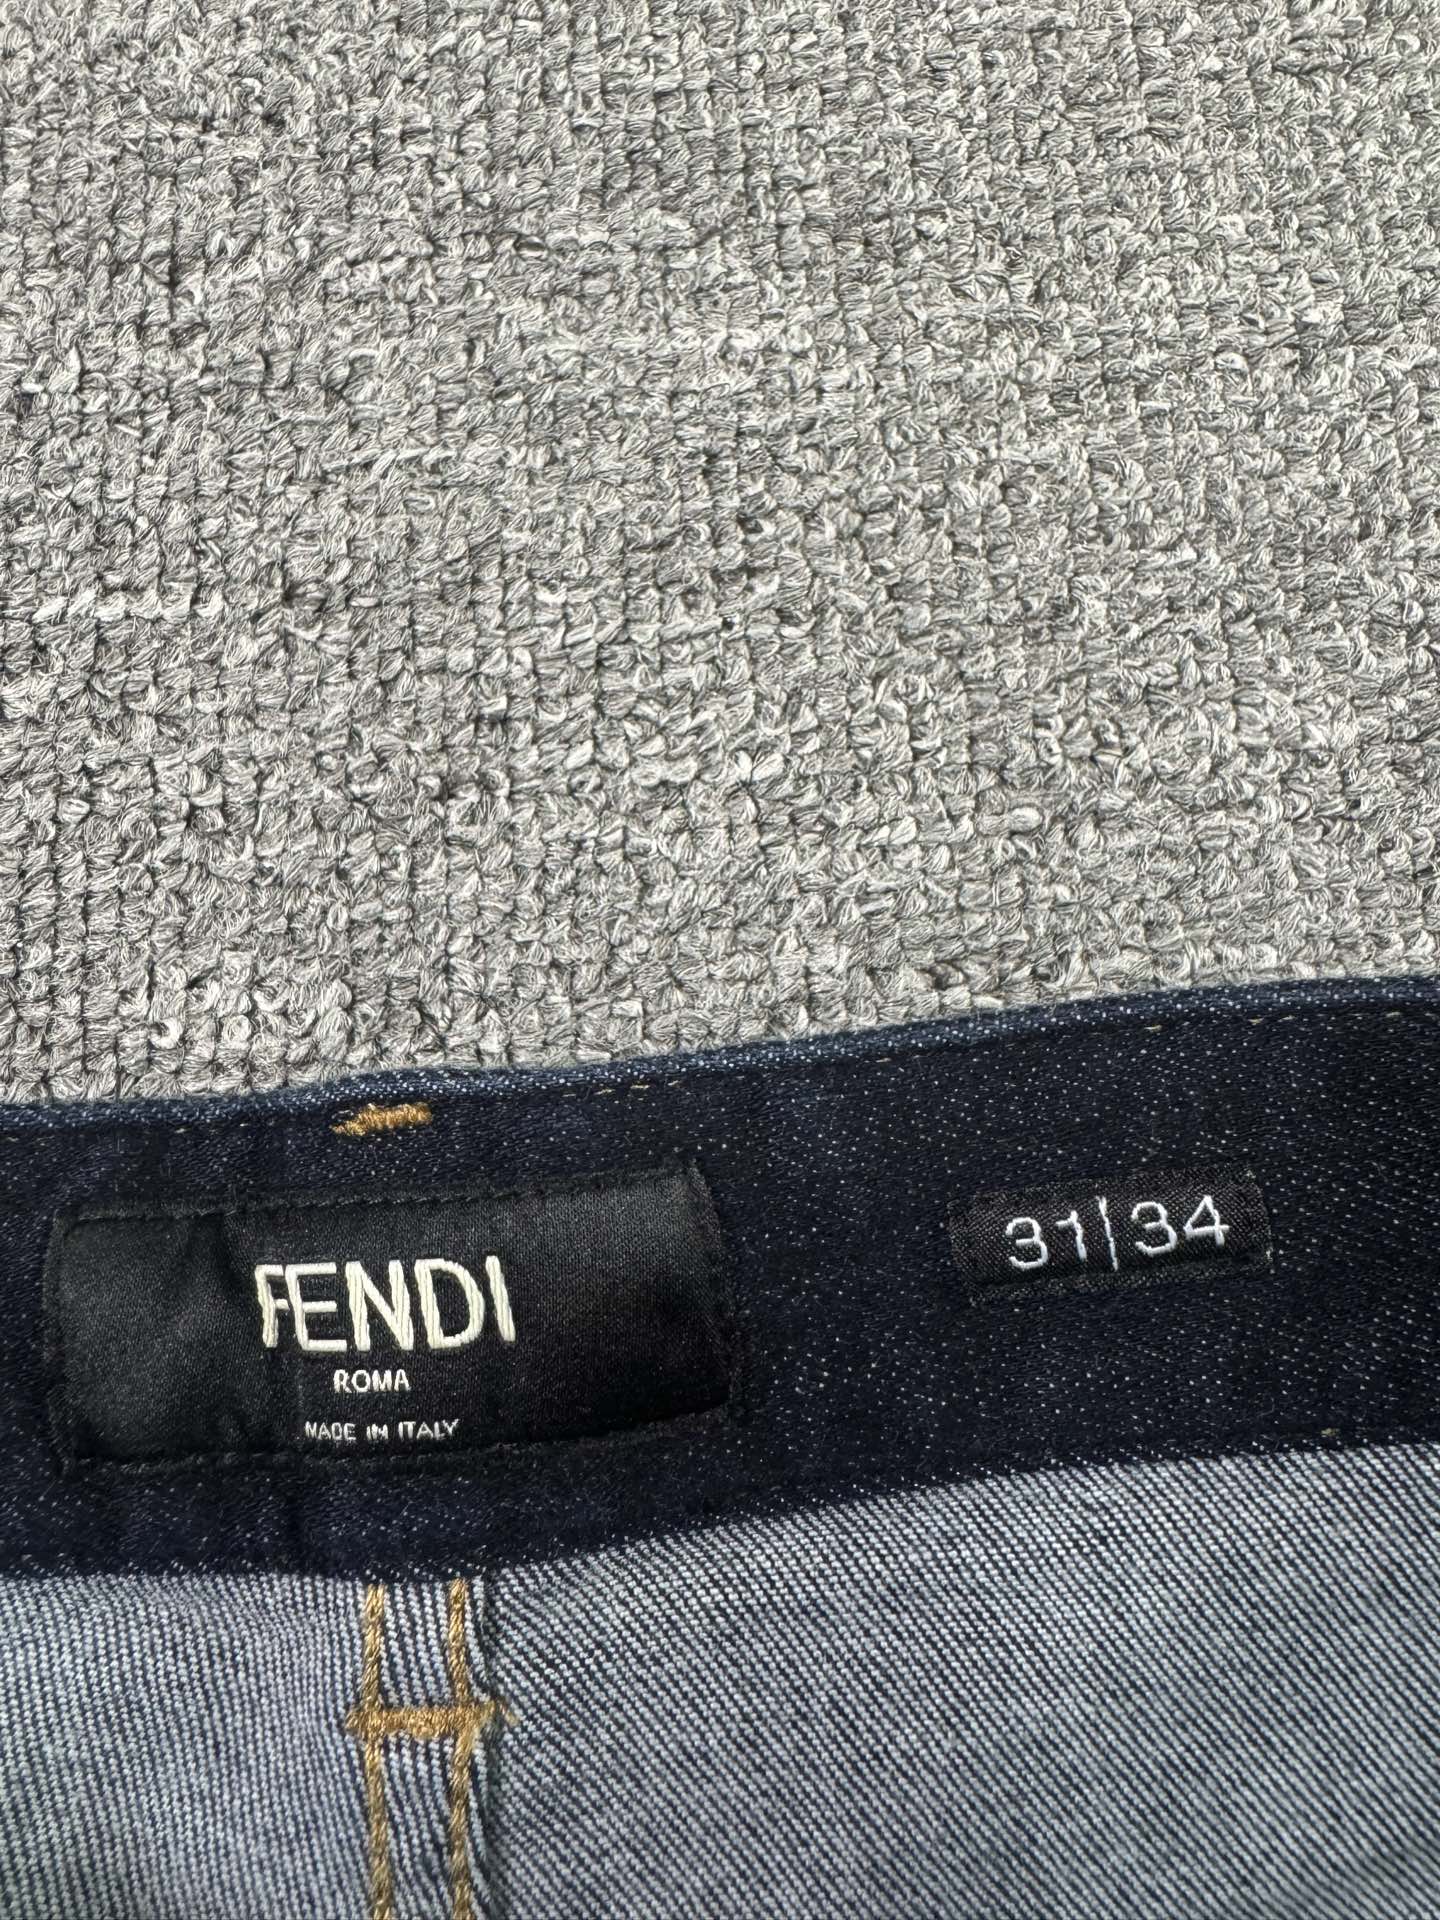 FENDI
ROMA
MADE IN ITALY
31|34